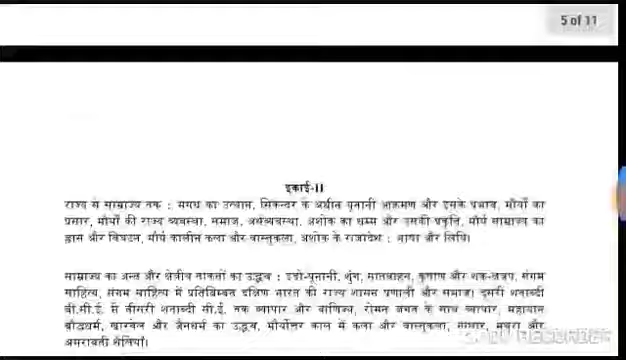 5 of 11
इकाई-II
राज्य से साम्राज्य तक : मगध का उत्थान, सिकन्दर के अधीन यूनानी आक्रमण और इसके प्रभाव, मौर्यों का
प्रसार, मौर्यों की राज्य व्यवस्था, समाज, अर्थव्यवस्था, अशोक का धम्म और उसकी प्रकृति, मौर्य साम्राज्य का
ह्रास और विघटन, मौर्य कालीन कला और वास्तुकला, अशोक के राजादेश : भाषा और लिपि।
साम्राज्य का अन्त और क्षेत्रीय ताकतों का उद्भव : इंडो-यूनानी, शुंग, सातवाहन, कुषाण और शक-क्षत्रप, संगम
साहित्य, संगम साहित्य में प्रतिबिम्बित दक्षिण भारत की राज्य शासन प्रणाली और समाज। दूसरी शताब्दी
बी.सी.ई. से तीसरी शताब्दी सी.ई. तक व्यापार और वाणिज्य, रोमन जगत के साथ व्यापार, महायान
बौद्धधर्म, खारवेल और जैनधर्म का उद्भव, मौर्योत्तर काल में कला और वास्तुकला, गांधार, मथुरा और
अमरावती शैलियाँ।